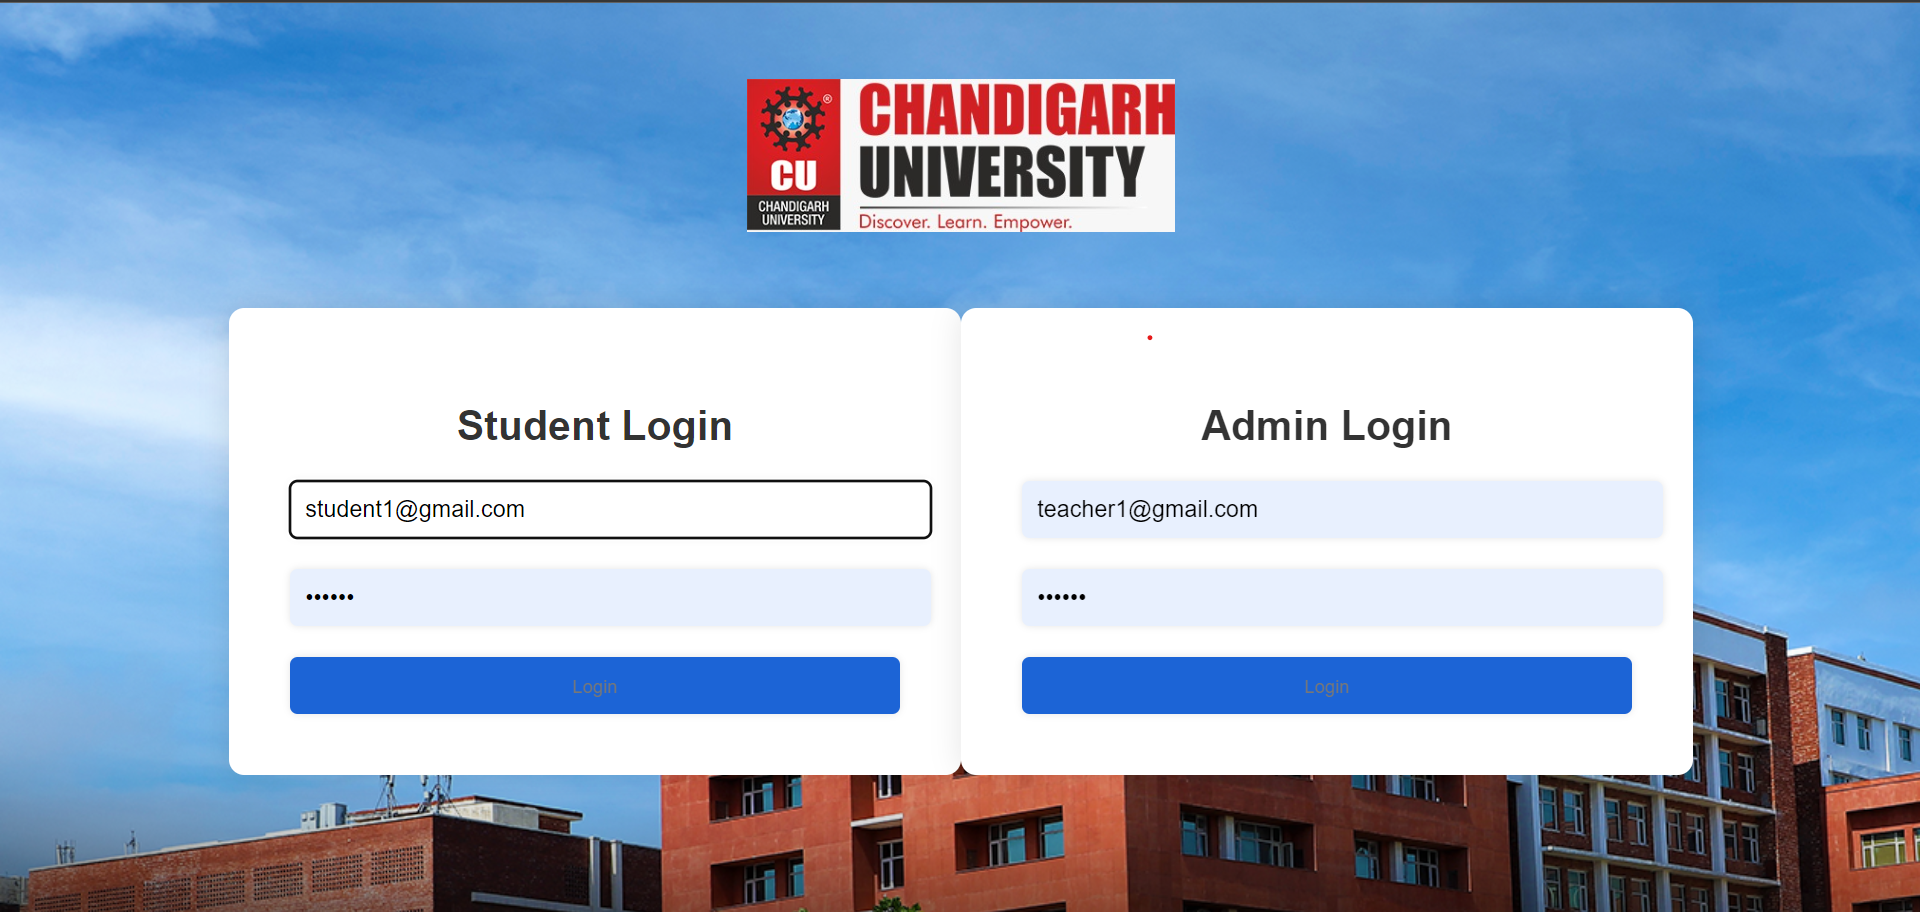 CHANDIGARH
UNIVERSITY
Discover. Learn. Empower.
®
CU
CHANDIGARH
UNIVERSITY
Student Login
student1@gmail.com
••••••
Login
Admin Login
teacher1@gmail.com
••••••
Login